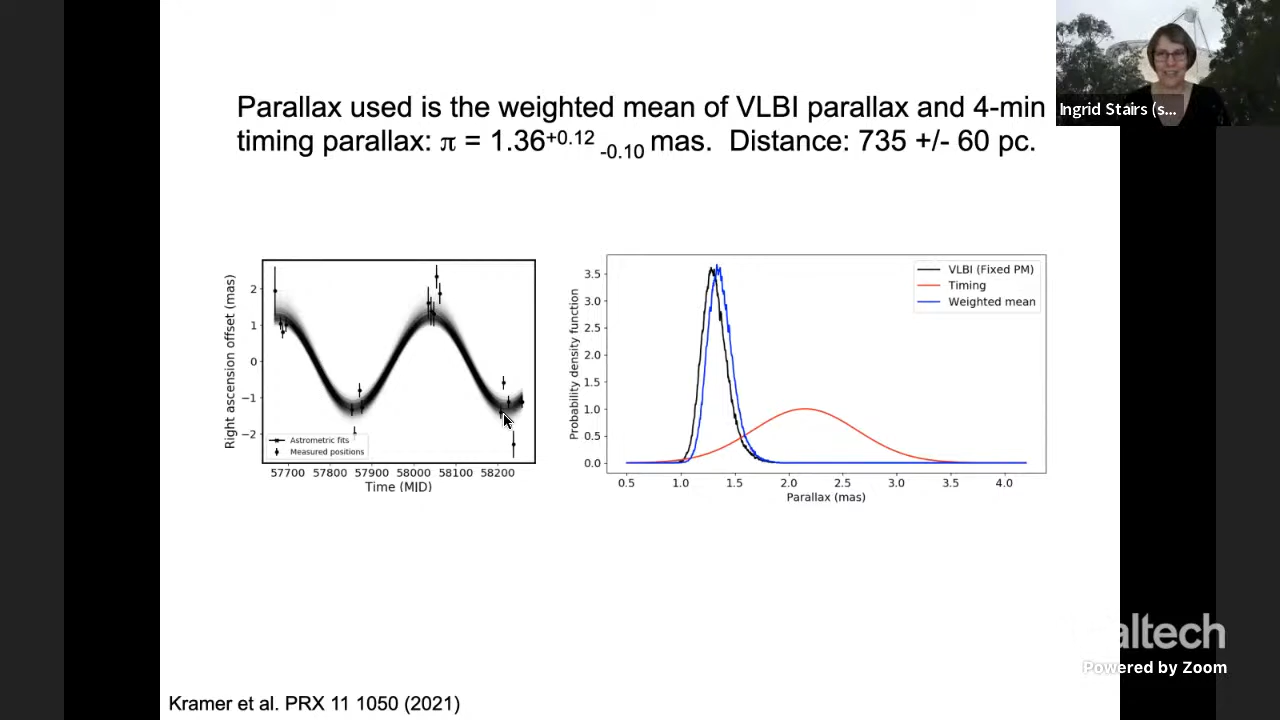 Parallax used is the weighted mean of VLBI parallax and 4-min
timing parallax: π = 1.36+0.12 -0.10 mas. Distance: 735 +/- 60 pc.
Ingrid Stairs (s...
Right ascension offset (mas)
2
1
0
−1
−2
Astrometric fits
Measured positions
57700 57800 57900 58000 58100 58200
Time (MJD)
Probability density function
3.5
3.0
2.5
2.0
1.5
1.0
0.5
0.0
VLBI (Fixed PM)
Timing
Weighted mean
0.5 1.0 1.5 2.0 2.5 3.0 3.5 4.0
Parallax (mas)
altech
Powered by Zoom
Kramer et al. PRX 11 1050 (2021)